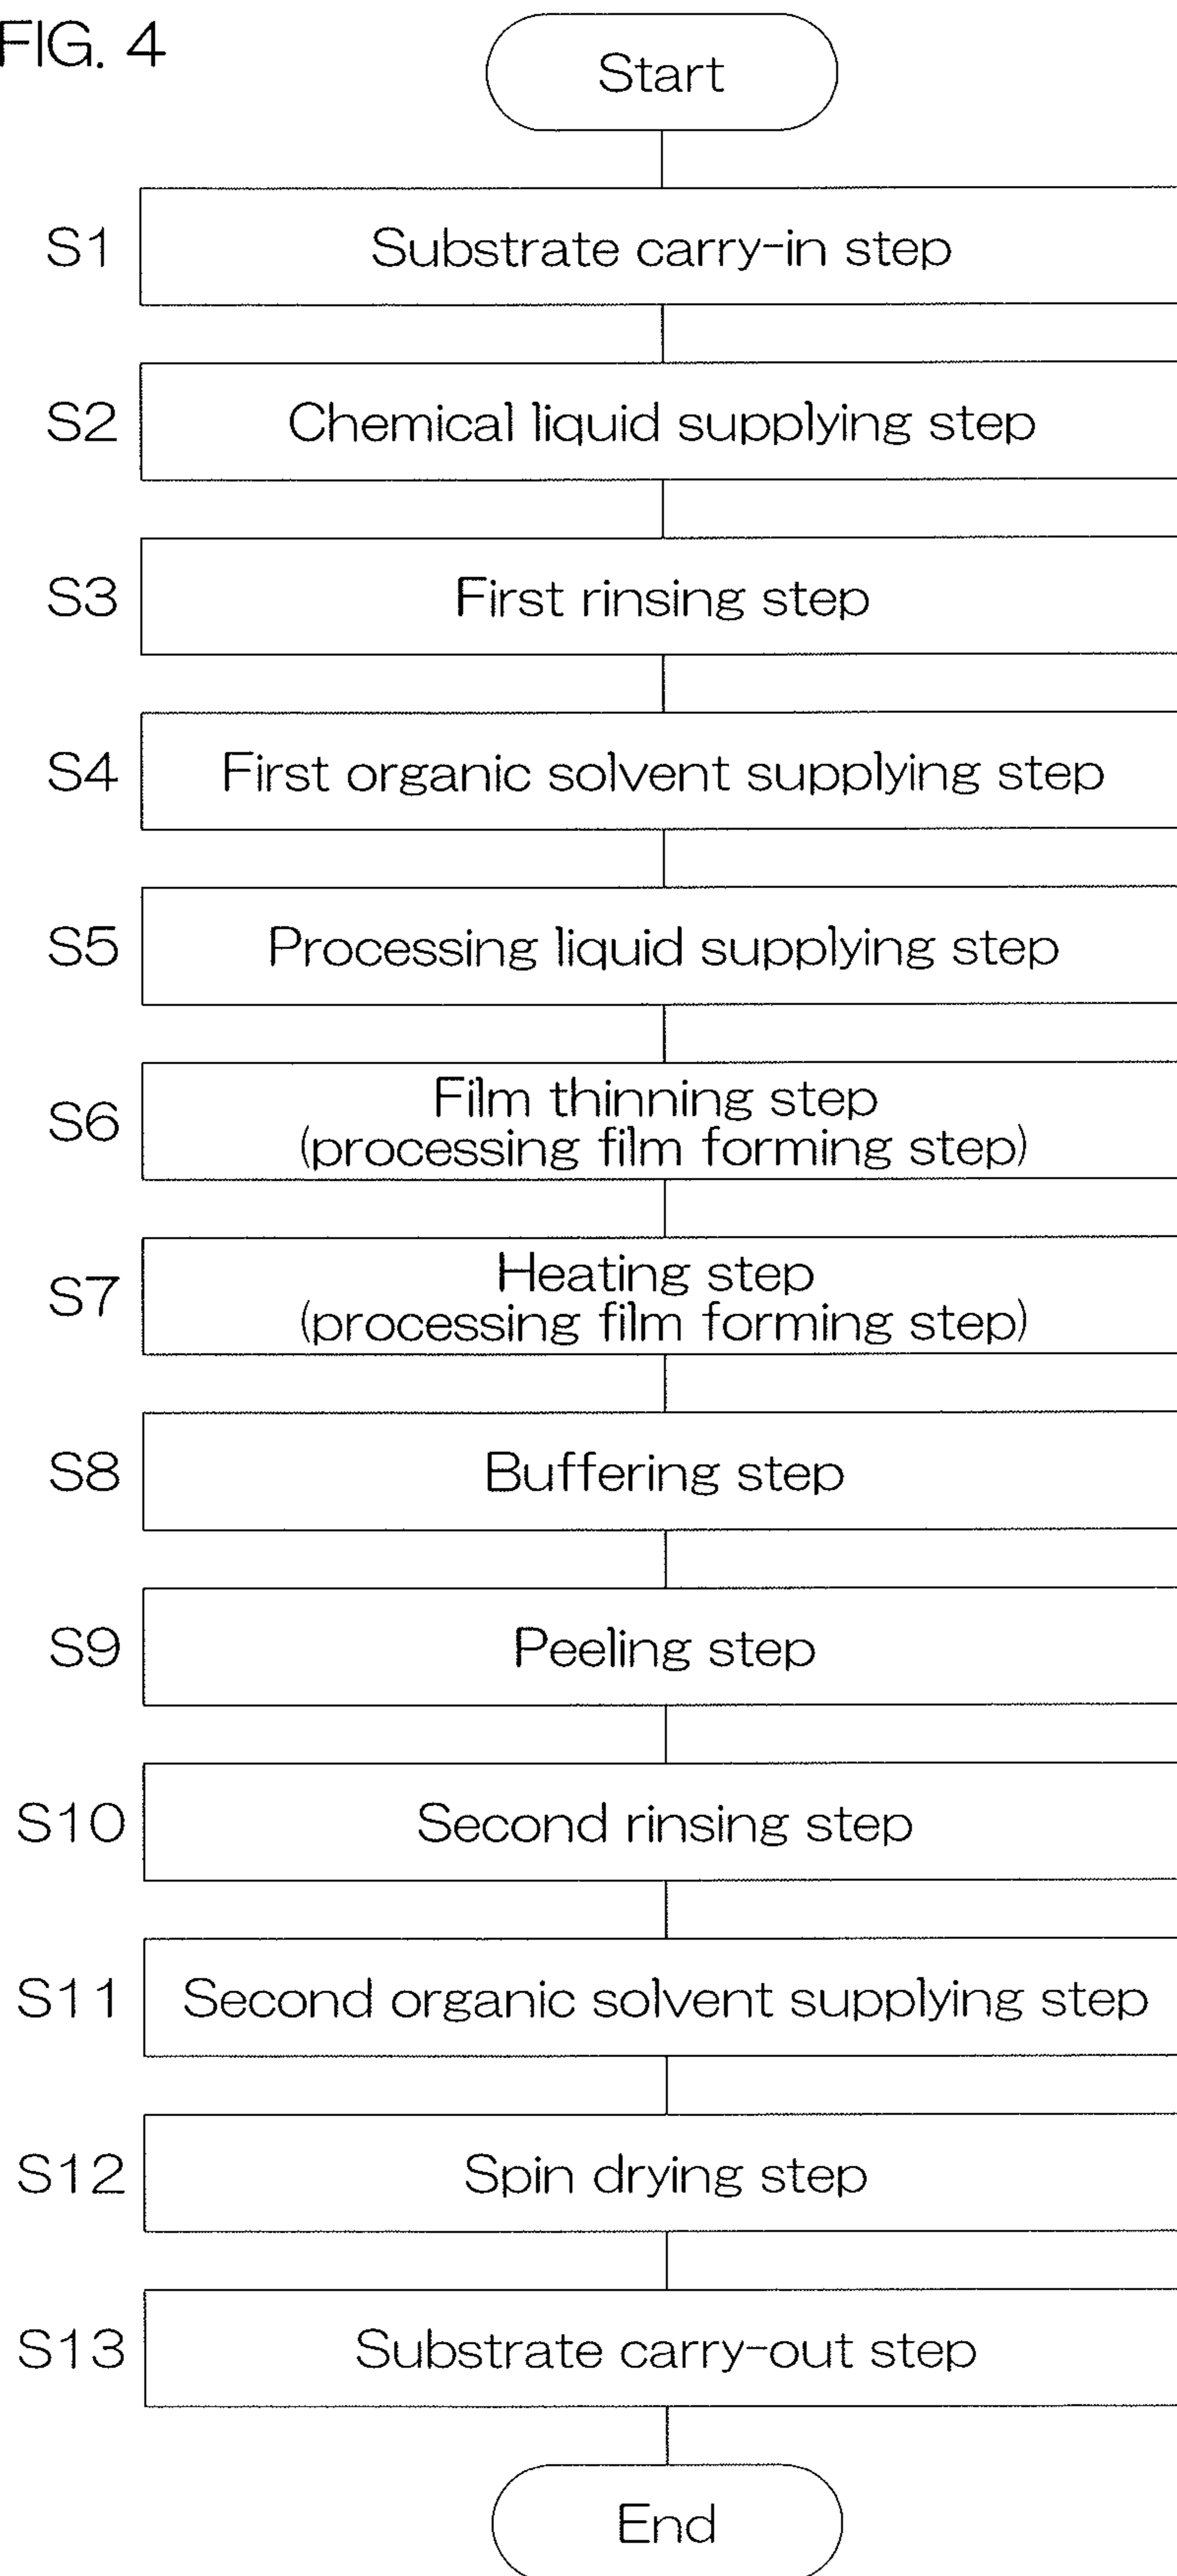 FIG. 4
Start
S1 Substrate carry-in step
S2 Chemical liquid supplying step
S3 First rinsing step
S4 First organic solvent supplying step
S5 Processing liquid supplying step
S6 Film thinning step
(processing film forming step)
S7 Heating step
(processing film forming step)
S8 Buffering step
S9 Peeling step
S10 Second rinsing step
S11 Second organic solvent supplying step
S12 Spin drying step
S13 Substrate carry-out step
End